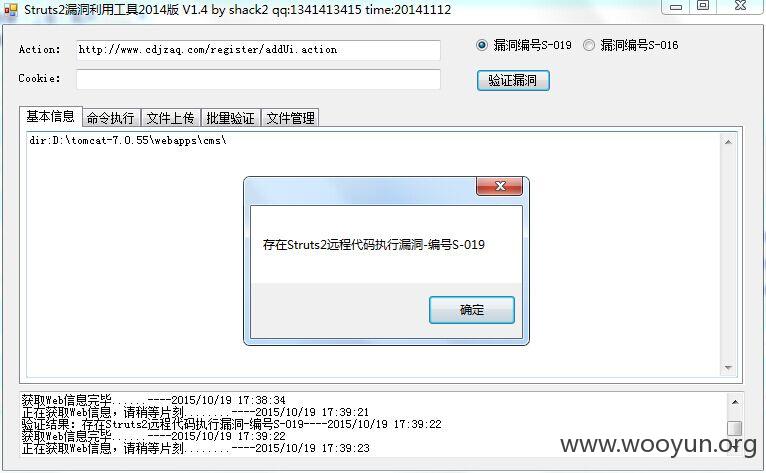 Struts2漏洞利用工具2014版 V1.4 by shack2 qq:1341413415 time:20141112
Action: http://www.cdjzaq.com/register/addUi.action
漏洞编号S-019 漏洞编号S-016
Cookie:
验证漏洞
基本信息 命令执行 文件上传 批量验证 文件管理
dir:D:\tomcat-7.0.55\webapps\cms\
存在Struts2远程代码执行漏洞-编号S-019
确定
获取Web信息完毕......----2015/10/19 17:38:34
正在获取Web信息，请稍等片刻........----2015/10/19 17:39:21
验证结果：存在Struts2远程代码执行漏洞-编号S-019----2015/10/19 17:39:22
获取Web信息完毕......----2015/10/19 17:39:22
正在获取Web信息，请稍等片刻........----2015/10/19 17:39:23
www.wooyun.org